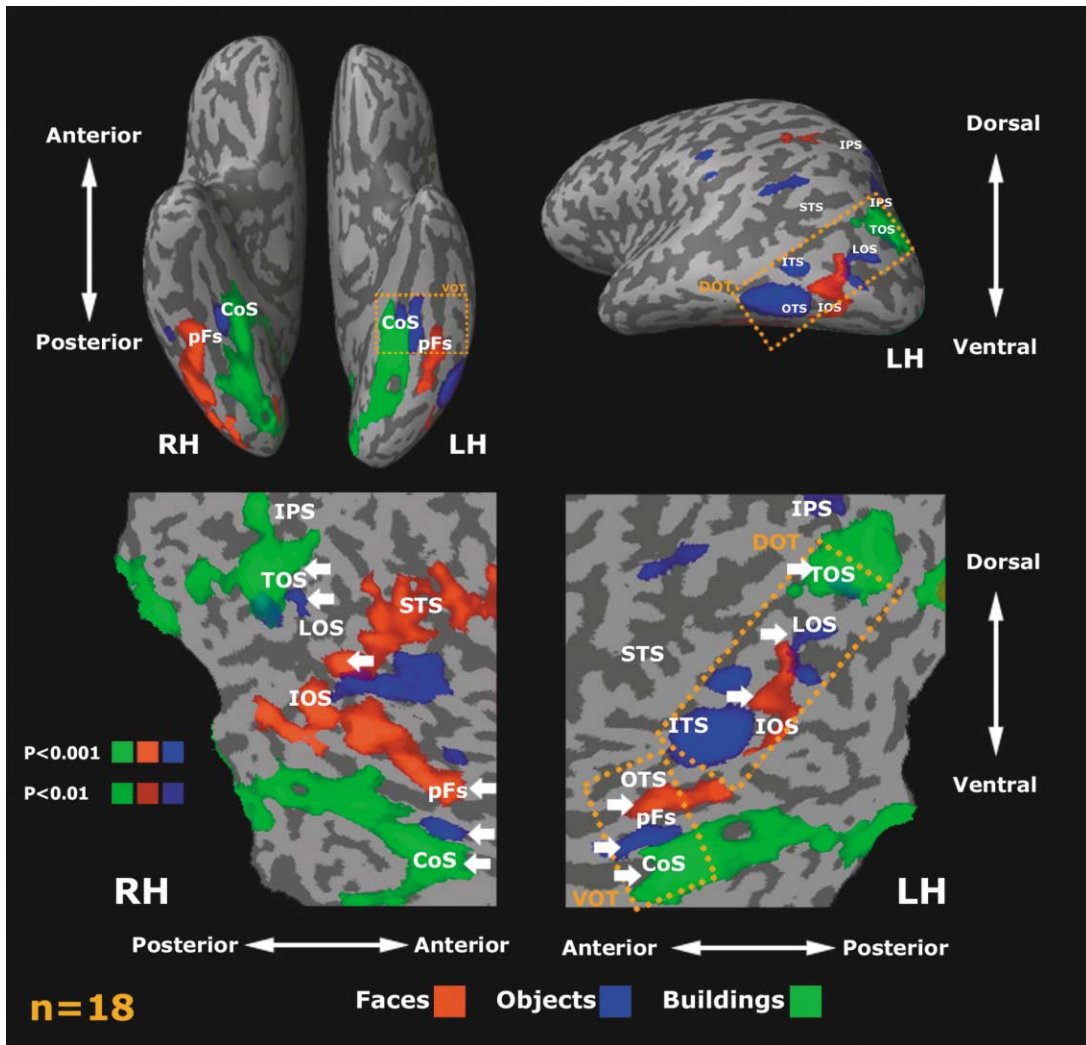 Anterior
Posterior
CoS
pFs
RH
VOT
CoS
pFs
LH
IPS
STS
IPS
TOS
LOS
ITS
DOT
OTS
IOS
LH
Dorsal
Ventral
IPS
TOS
LOS
STS
IOS
pFs
CoS
P<0.001
P<0.01
RH
Posterior
Anterior
IPS
DOT
TOS
LOS
STS
ITS
IOS
OTS
pFs
CoS
VOT
LH
Dorsal
Ventral
Anterior
Posterior
n=18
Faces
Objects
Buildings